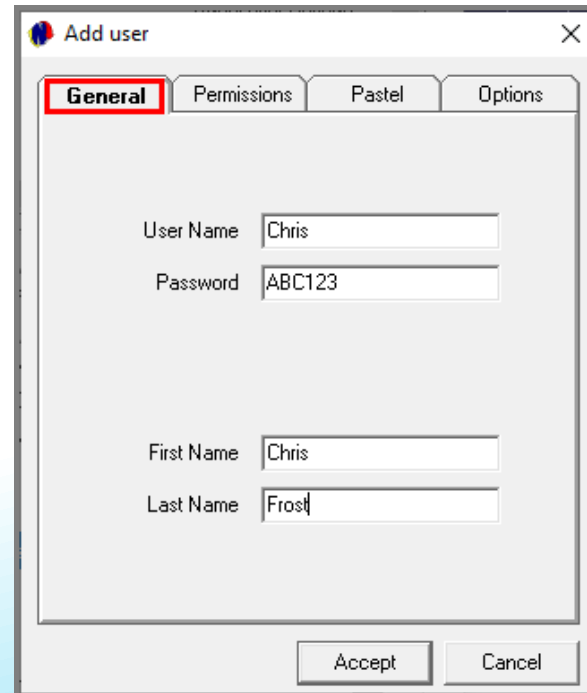 Add user
General Permissions Pastel Options
User Name Chris
Password ABC123
First Name Chris
Last Name Frost
Accept Cancel